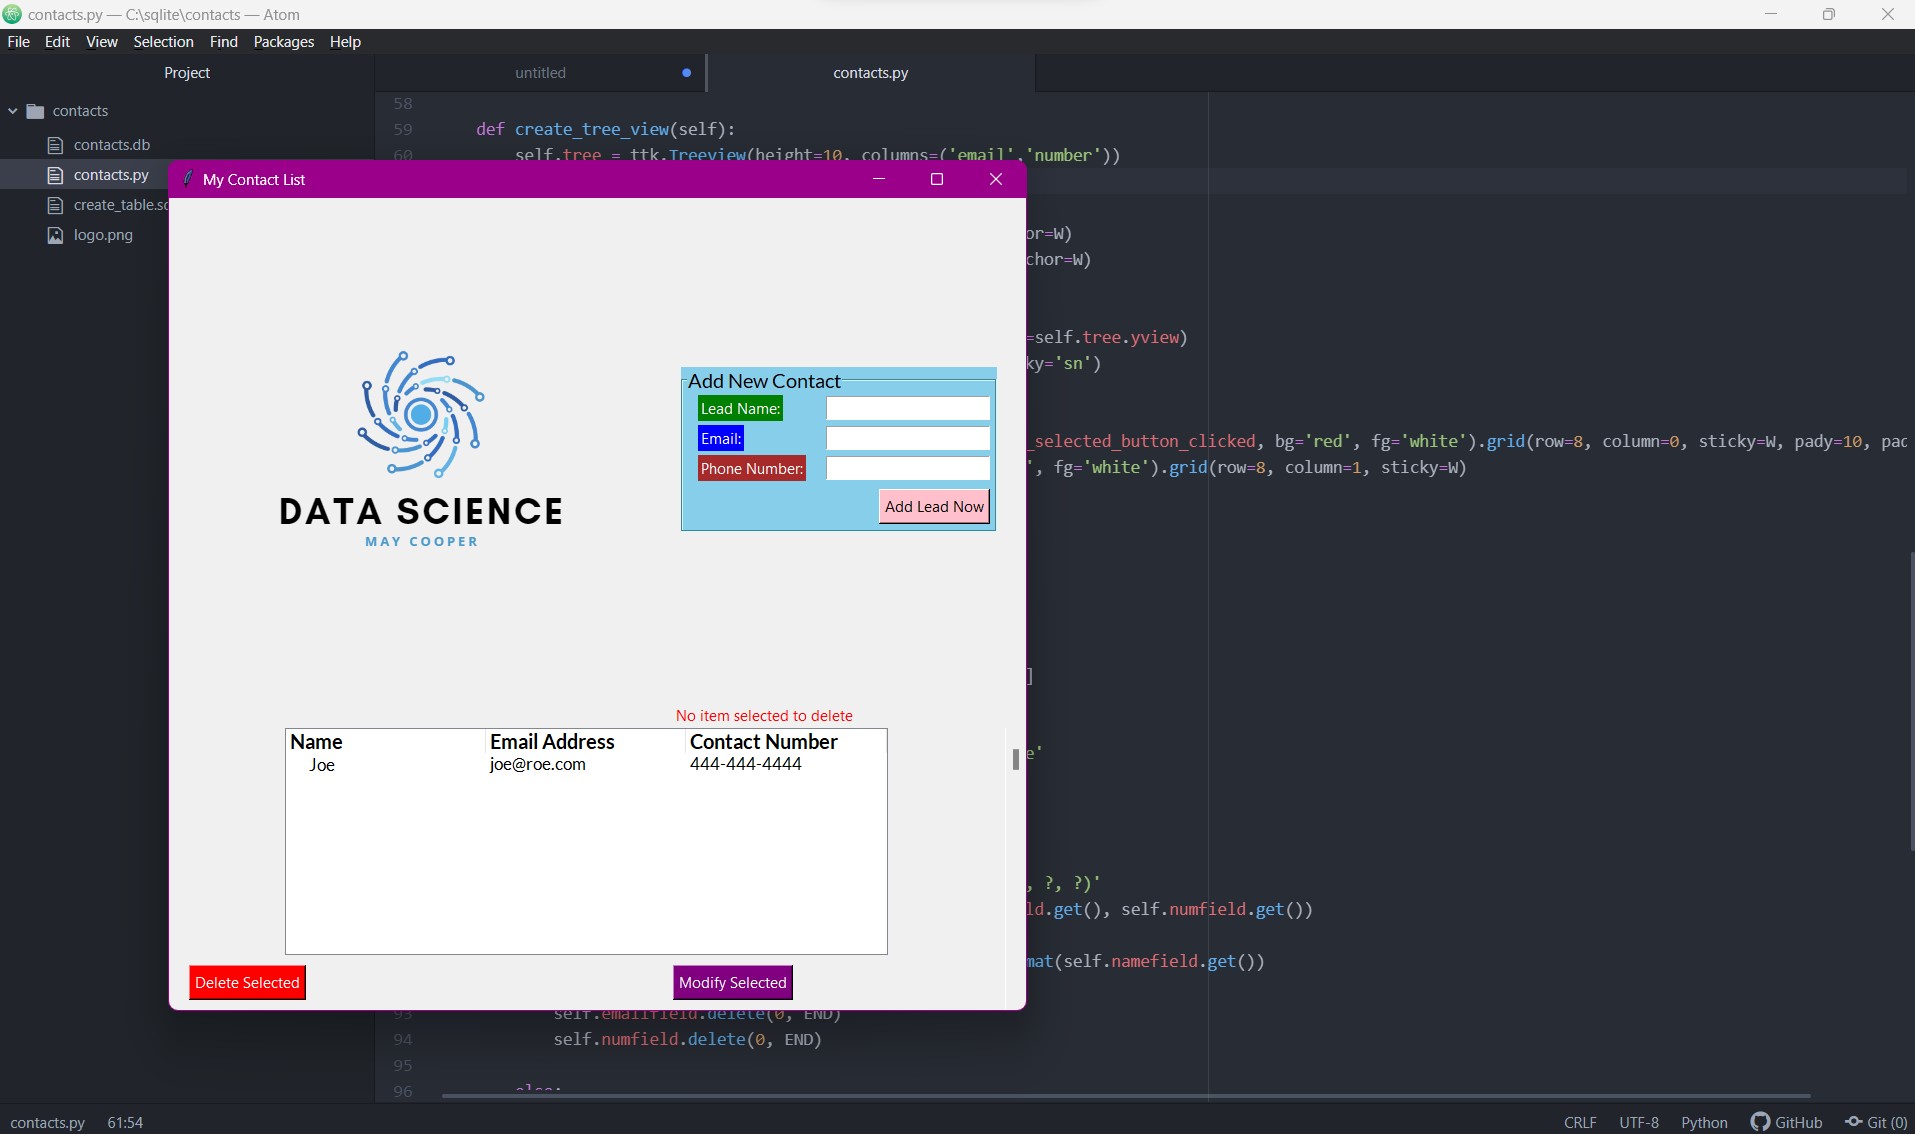 contacts.py — C:\sqlite\contacts — Atom
File Edit View Selection Find Packages Help
Project
untitled
contacts.py
contacts
contacts.db
contacts.py
create_table.sq
logo.png
58
59 def create_tree_view(self):
60 self.tree = ttk.Treeview(height=10, columns=('email','number'))
My Contact List
or=W)
chor=W)
=self.tree.yview)
ky='sn')
_selected_button_clicked, bg='red', fg='white').grid(row=8, column=0, sticky=W, pady=10, pad
', fg='white').grid(row=8, column=1, sticky=W)
]
e'
, ?, ?)'
ld.get(), self.numfield.get())
mat(self.namefield.get())
DATA SCIENCE
MAY COOPER
Add New Contact
Lead Name:
Email:
Phone Number:
Add Lead Now
No item selected to delete
Name Email Address Contact Number
Joe joe@roe.com 444-444-4444
Delete Selected Modify Selected
93 self.emailfield.delete(0, END)
94 self.numfield.delete(0, END)
95
96 else:
contacts.py 61:54
CRLF UTF-8 Python GitHub Git (0)